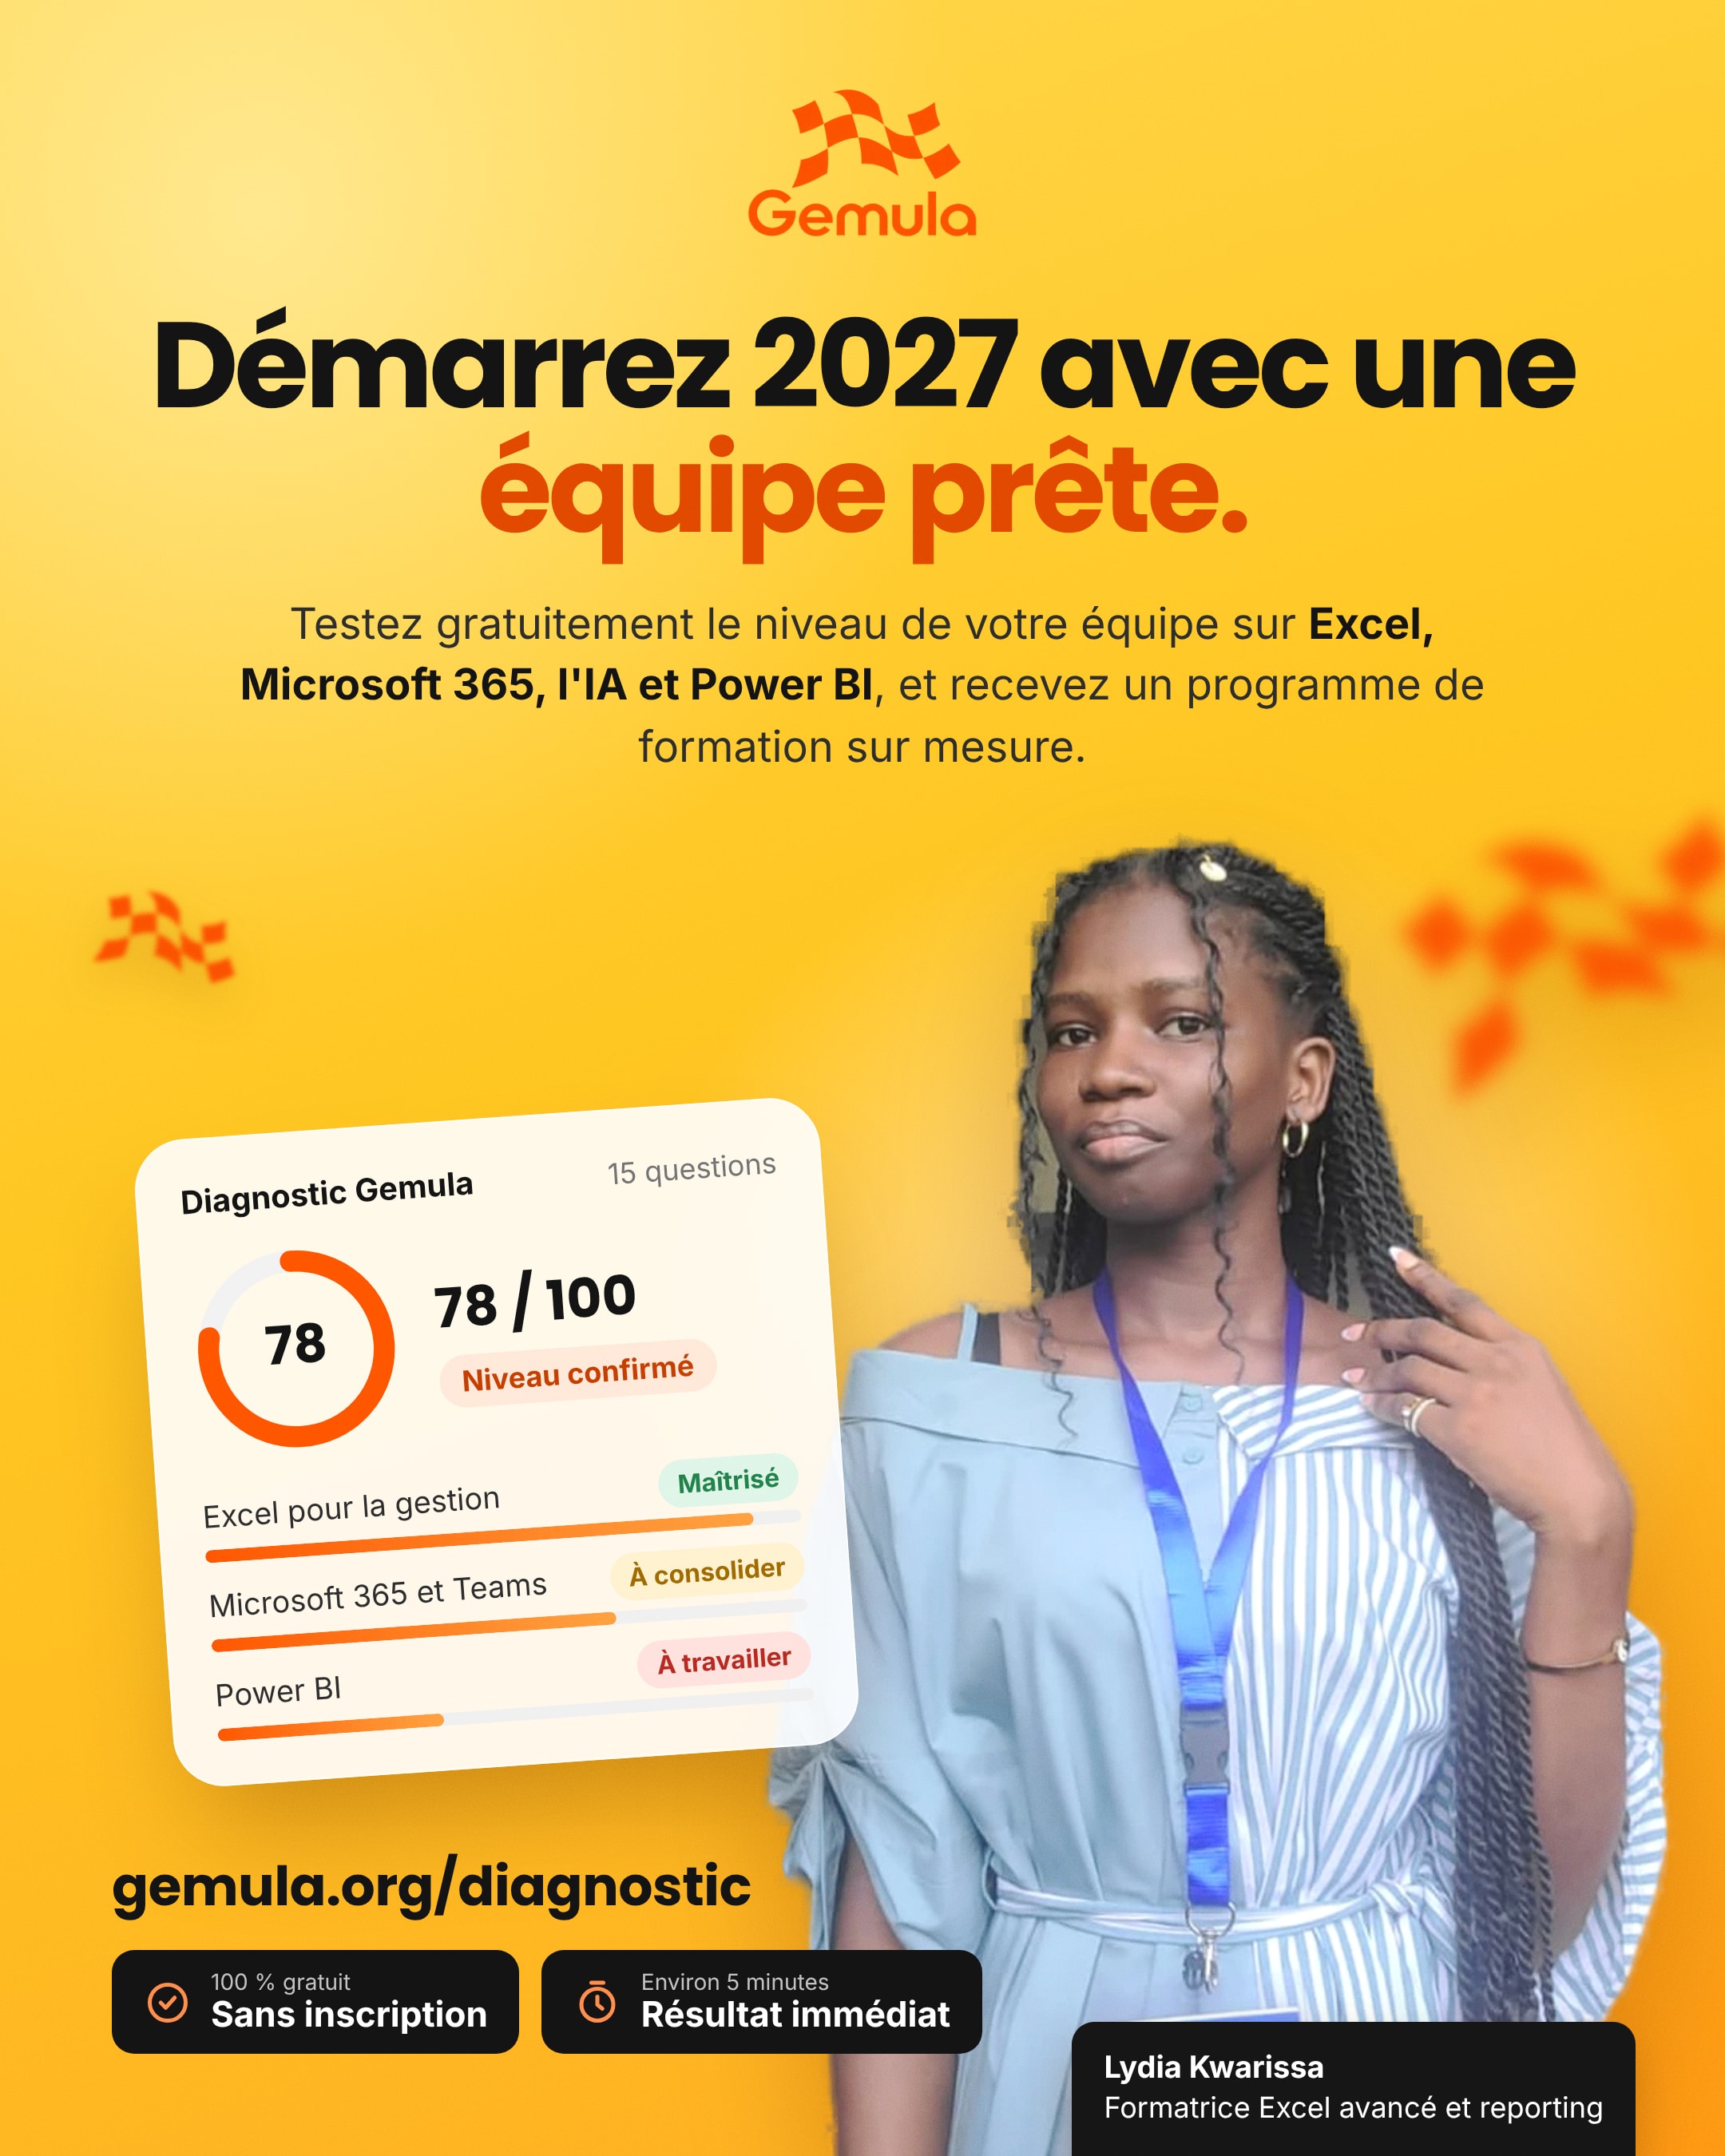 Gemula
Démarrez 2027 avec une
équipe prête.
Testez gratuitement le niveau de votre équipe sur Excel,
Microsoft 365, l'IA et Power BI, et recevez un programme de
formation sur mesure.
Diagnostic Gemula
15 questions
78
78 / 100
Niveau confirmé
Excel pour la gestion
Maîtrisé
Microsoft 365 et Teams
À consolider
Power BI
À travailler
gemula.org/diagnostic
100 % gratuit
Sans inscription
Environ 5 minutes
Résultat immédiat
Lydia Kwarissa
Formatrice Excel avancé et reporting